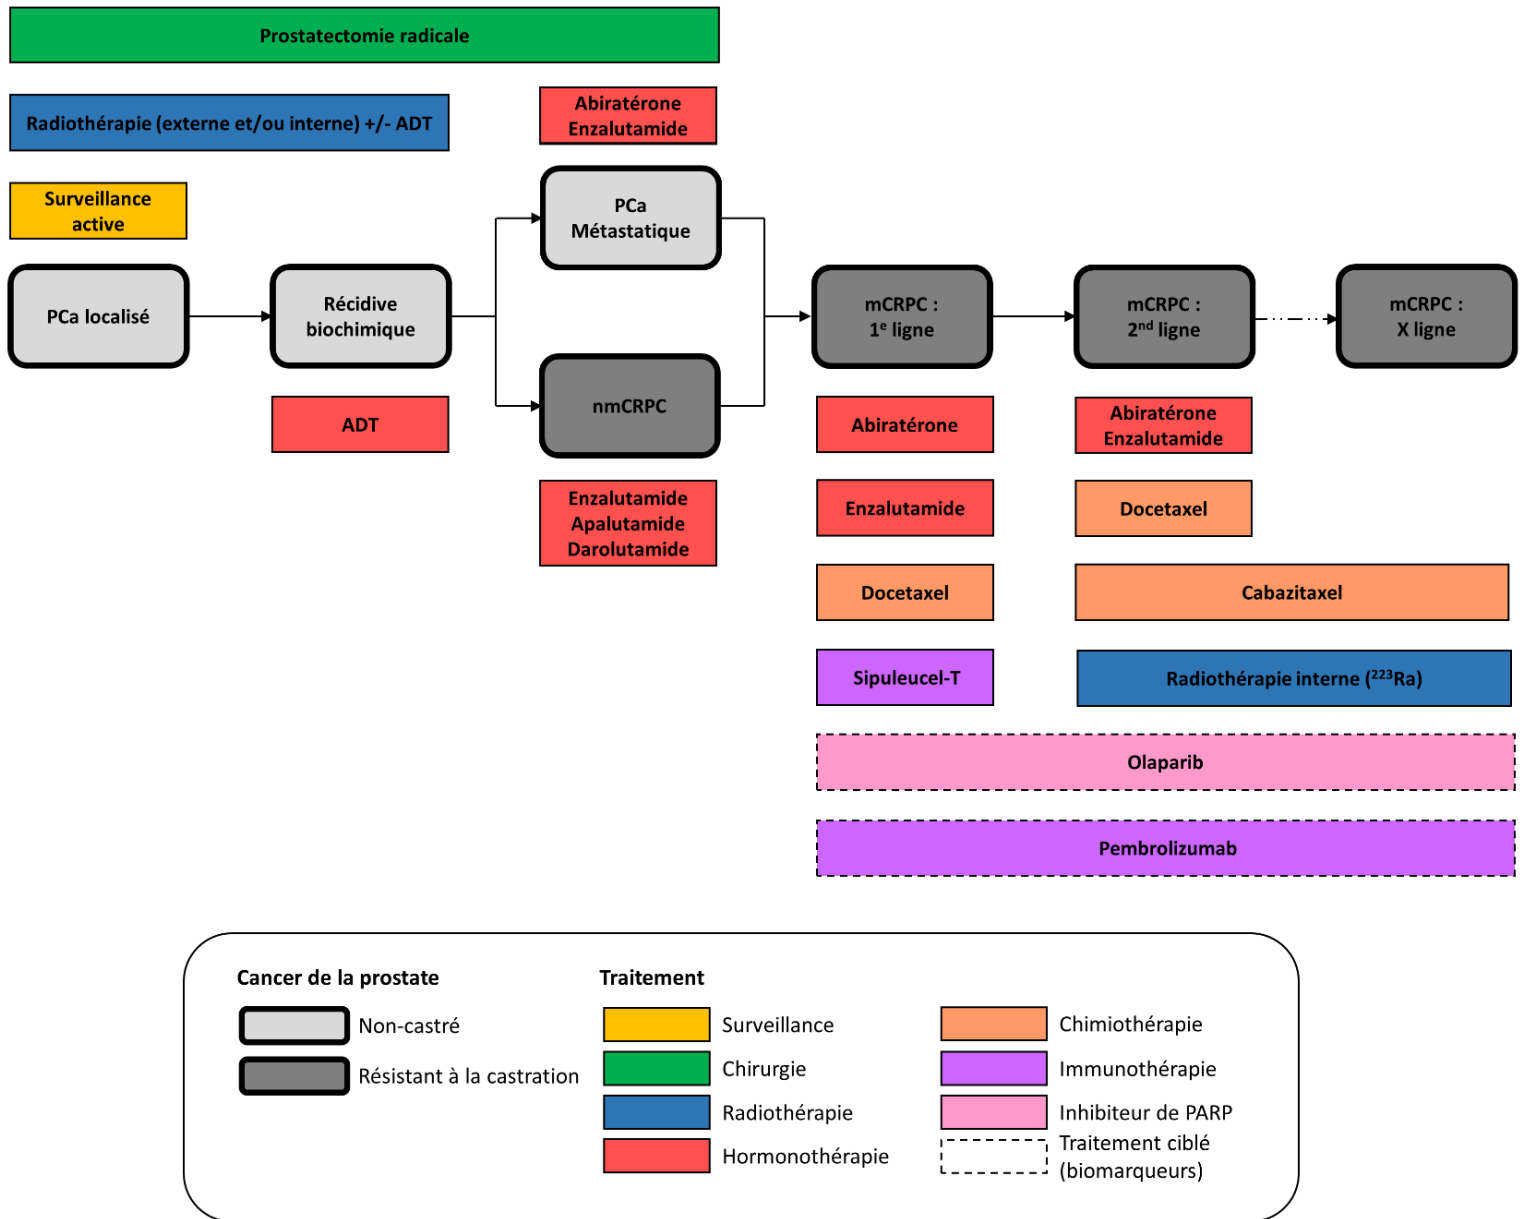 Prostatectomie radicale
Radiothérapie (externe et/ou interne) +/- ADT
Abiratérone
Enzalutamide
Surveillance
active
PCa
Métastatique
PCa localisé
Récidive
biochimique
mCRPC :
1e ligne
mCRPC :
2nd ligne
mCRPC :
X ligne
nmCRPC
ADT
Abiratérone
Abiratérone
Enzalutamide
Enzalutamide
Apalutamide
Darolutamide
Enzalutamide
Docetaxel
Docetaxel
Cabazitaxel
Sipuleucel-T
Radiothérapie interne (²²³Ra)
Olaparib
Pembrolizumab
Cancer de la prostate
Non-castré
Résistant à la castration
Traitement
Surveillance
Chirurgie
Radiothérapie
Hormonothérapie
Chimiothérapie
Immunothérapie
Inhibiteur de PARP
Traitement ciblé
(biomarqueurs)